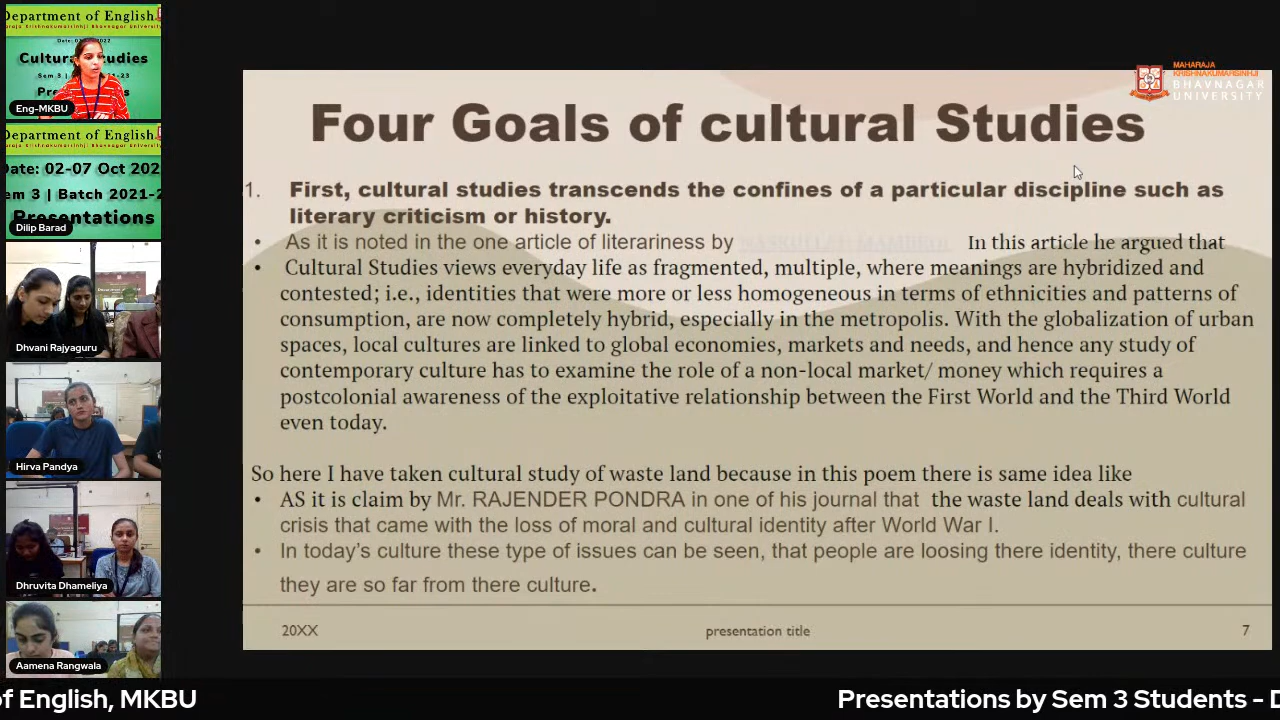 Department of English
Maharaja Krishnakumarsinhji Bhavnagar University
Cultural Studies
Sem 3 |
Eng-MKBU
Department of English
Maharaja Krishnakumarsinhji Bhavnagar University
Date: 02-07 Oct 202
em 3 | Batch 2021-2
Presentations
Dilip Barad
Dhvani Rajyaguru
Hirva Pandya
Dhruvita Dhameliya
Aamena Rangwala
MAHARAJA
KRISHNAKUMARSINHJI
BHAVNAGAR
UNIVERSITY
Four Goals of cultural Studies
1. First, cultural studies transcends the confines of a particular discipline such as
literary criticism or history.
• As it is noted in the one article of literariness by In this article he argued that
• Cultural Studies views everyday life as fragmented, multiple, where meanings are hybridized and
contested; i.e., identities that were more or less homogeneous in terms of ethnicities and patterns of
consumption, are now completely hybrid, especially in the metropolis. With the globalization of urban
spaces, local cultures are linked to global economies, markets and needs, and hence any study of
contemporary culture has to examine the role of a non-local market/ money which requires a
postcolonial awareness of the exploitative relationship between the First World and the Third World
even today.
So here I have taken cultural study of waste land because in this poem there is same idea like
• AS it is claim by Mr. RAJENDER PONDRA in one of his journal that the waste land deals with cultural
crisis that came with the loss of moral and cultural identity after World War I.
• In today's culture these type of issues can be seen, that people are loosing there identity, there culture
they are so far from there culture.
20XX
presentation title
7
of English, MKBU
Presentations by Sem 3 Students - D